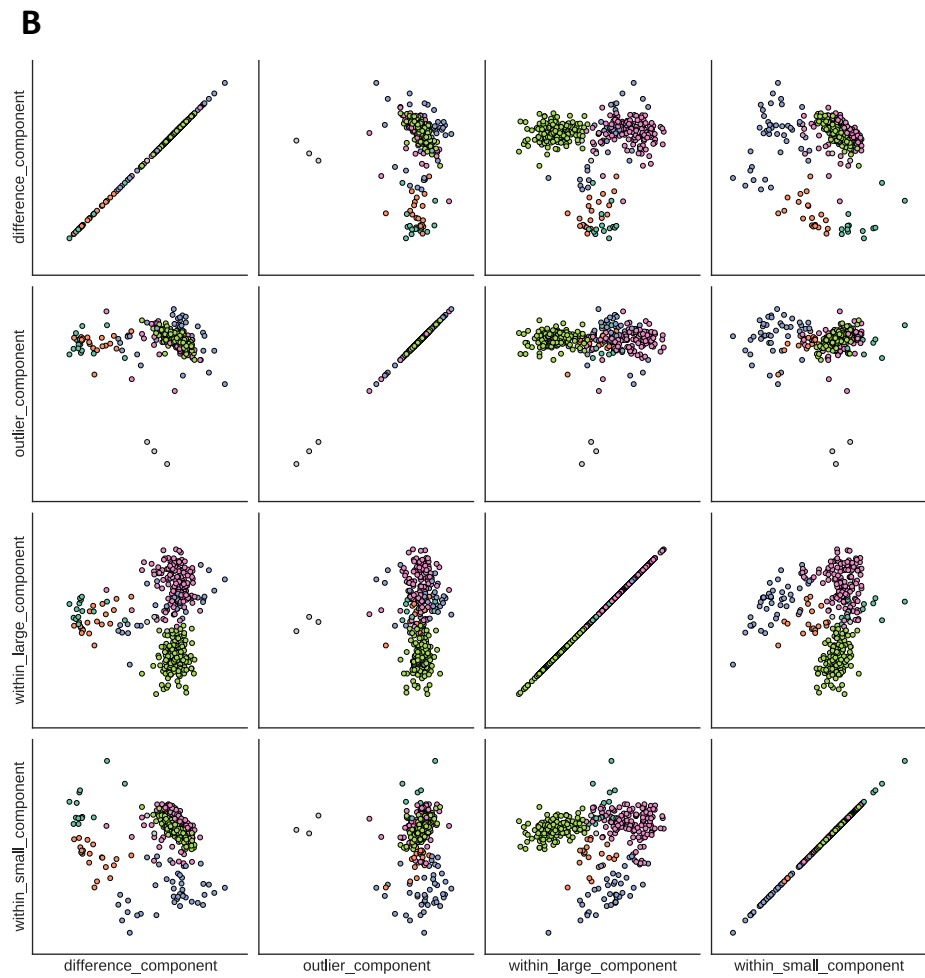 B
difference_component
outlier_component
within_large_component
within_small_component
difference_component
outlier_component
within_large_component
within_small_component